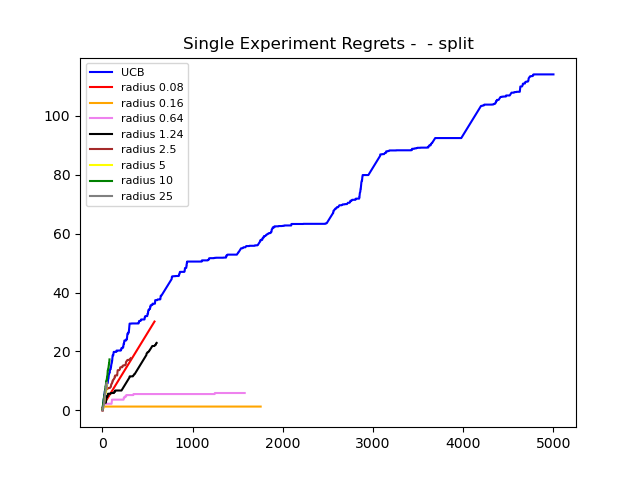 Single Experiment Regrets -  - split
UCB
radius 0.08
radius 0.16
radius 0.64
radius 1.24
radius 2.5
radius 5
radius 10
radius 25
100
80
60
40
20
0
0 1000 2000 3000 4000 5000